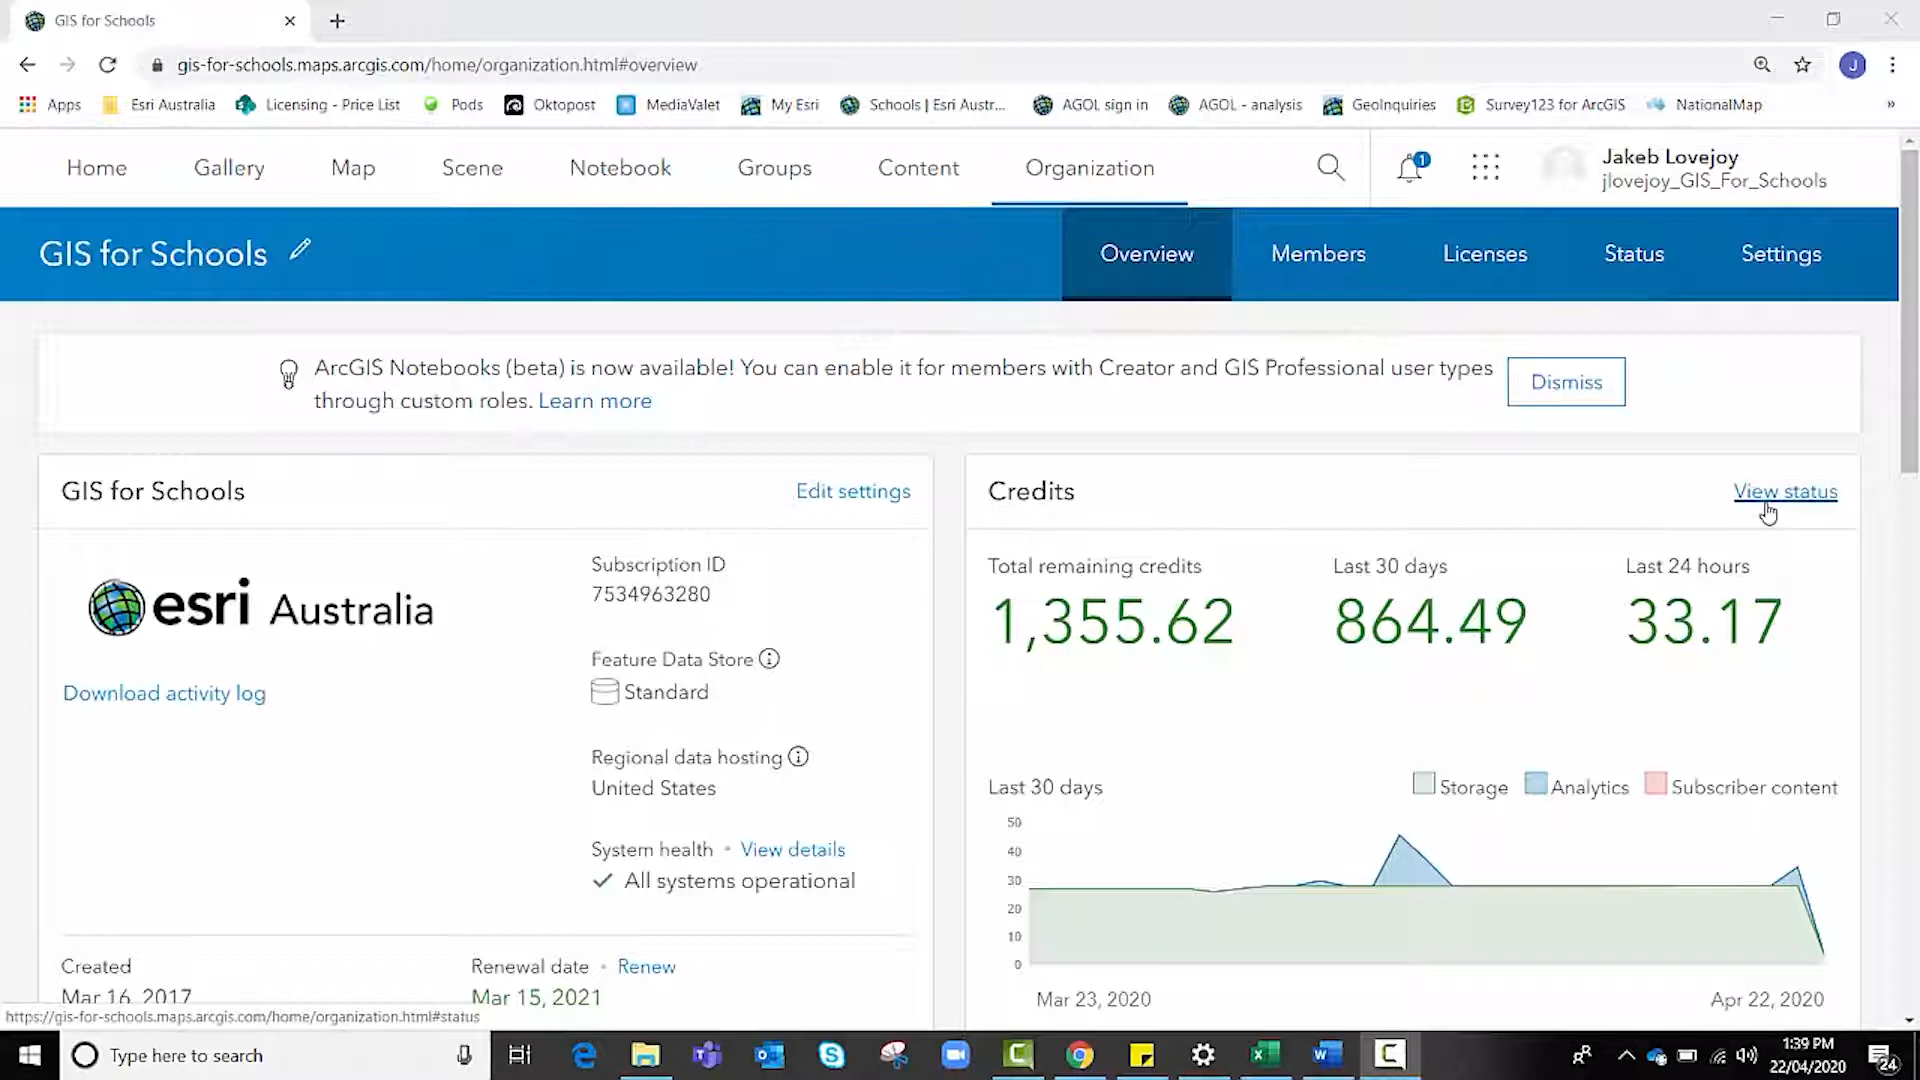 GIS for Schools
gis-for-schools.maps.arcgis.com/home/organization.html#overview
J
Apps Esri Australia Licensing - Price List Pods Oktopost MediaValet My Esri Schools | Esri Austr... AGOL sign in AGOL - analysis GeoInquiries Survey123 for ArcGIS NationalMap »
Home Gallery Map Scene Notebook Groups Content Organization 1 Jakeb Lovejoy
jlovejoy_GIS_For_Schools
GIS for Schools Overview Members Licenses Status Settings
ArcGIS Notebooks (beta) is now available! You can enable it for members with Creator and GIS Professional user types
through custom roles. Learn more
Dismiss
GIS for Schools Edit settings
esri Australia
Download activity log
Subscription ID
7534963280
Feature Data Store
Standard
Regional data hosting
United States
System health • View details
All systems operational
Created
Mar 16, 2017
Renewal date • Renew
Mar 15, 2021
Credits View status
Total remaining credits Last 30 days Last 24 hours
1,355.62 864.49 33.17
Last 30 days Storage Analytics Subscriber content
50
40
30
20
10
0
Mar 23, 2020 Apr 22, 2020
https://gis-for-schools.maps.arcgis.com/home/organization.html#status
Type here to search
1:39 PM
22/04/2020
24